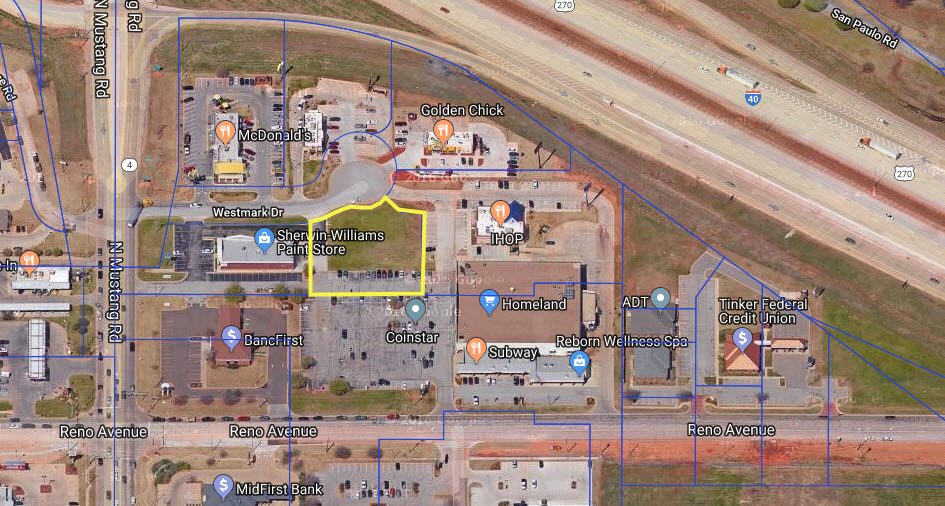 270
San Paulo Rd
N Mustang Rd
ng Rd
40
Golden Chick
McDonald's
4
270
Westmark Dr
Sherwin-Williams
Paint Store
IHOP
N Mustang Rd
Homeland
ADT
Tinker Federal
Credit Union
Coinstar
BancFirst
Subway
Reborn Wellness Spa
Reno Avenue
Reno Avenue
Reno Avenue
MidFirst Bank